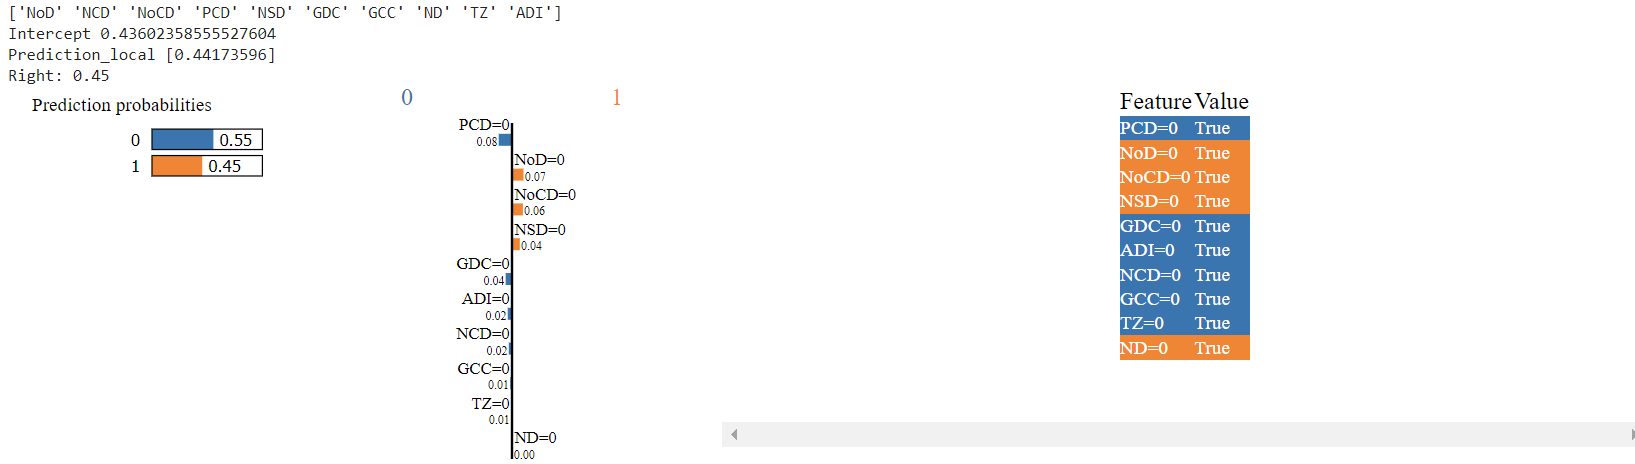 ['NoD' 'NCD' 'NoCD' 'PCD' 'NSD' 'GDC' 'GCC' 'ND' 'TZ' 'ADI']
Intercept 0.43602358555527604
Prediction_local [0.44173596]
Right: 0.45
Prediction probabilities
0 0.55
1 0.45
0 1
PCD=0
0.08
NoD=0
0.07
NoCD=0
0.06
NSD=0
0.04
GDC=0
0.04
ADI=0
0.02
NCD=0
0.02
GCC=0
0.01
TZ=0
0.01
ND=0
0.00
Feature Value
PCD=0 True
NoD=0 True
NoCD=0 True
NSD=0 True
GDC=0 True
ADI=0 True
NCD=0 True
GCC=0 True
TZ=0 True
ND=0 True